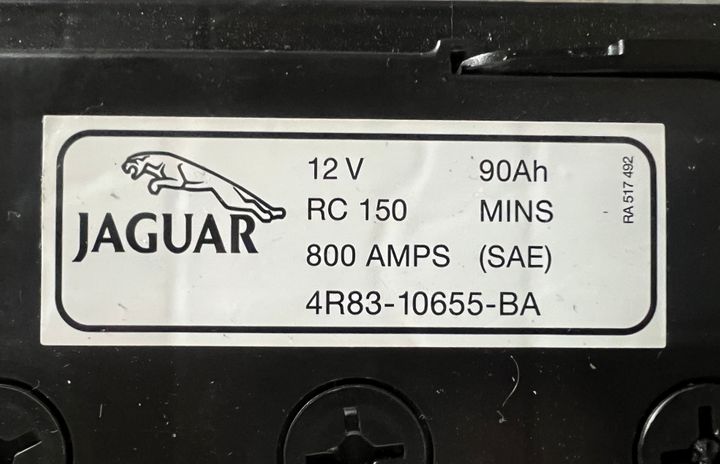 JAGUAR
12 V 90Ah
RC 150 MINS
800 AMPS (SAE)
4R83-10655-BA
RA 517 492